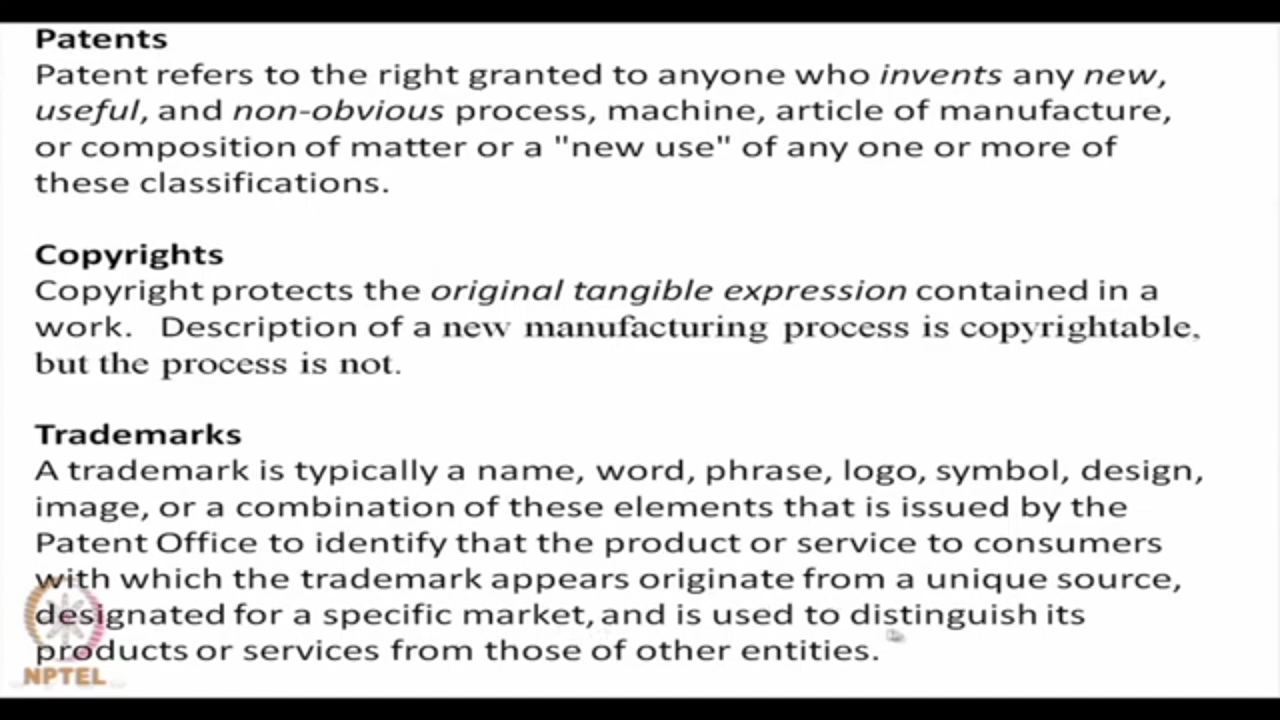 Patents
Patent refers to the right granted to anyone who invents any new,
useful, and non-obvious process, machine, article of manufacture,
or composition of matter or a "new use" of any one or more of
these classifications.
Copyrights
Copyright protects the original tangible expression contained in a
work. Description of a new manufacturing process is copyrightable,
but the process is not.
Trademarks
A trademark is typically a name, word, phrase, logo, symbol, design,
image, or a combination of these elements that is issued by the
Patent Office to identify that the product or service to consumers
with which the trademark appears originate from a unique source,
designated for a specific market, and is used to distinguish its
products or services from those of other entities.
NPTEL